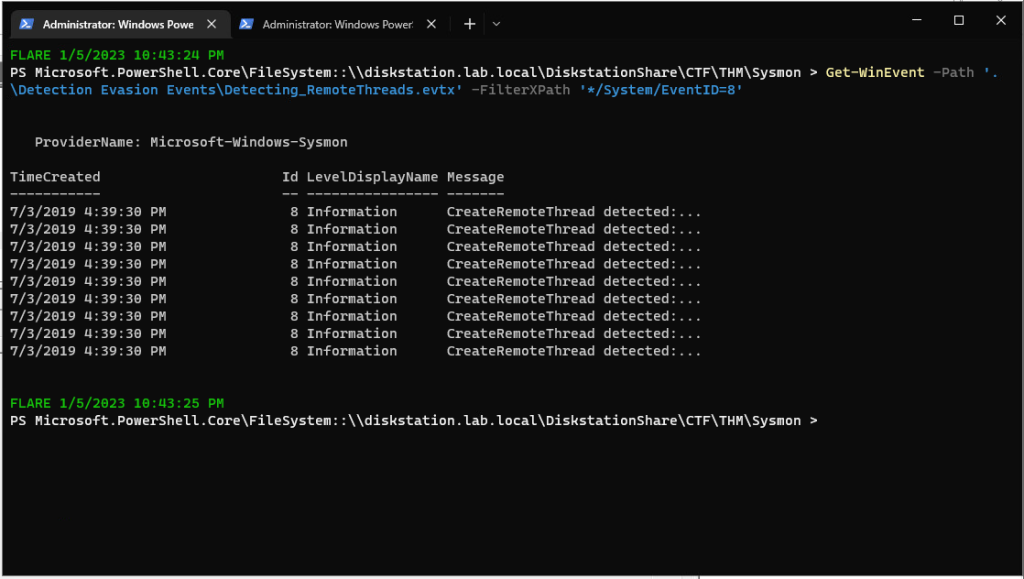 Administrator: Windows Powe
Administrator: Windows Power
FLARE 1/5/2023 10:43:24 PM
PS Microsoft.PowerShell.Core\FileSystem::\\diskstation.lab.local\DiskstationShare\CTF\THM\Sysmon > Get-WinEvent -Path '.
\Detection Evasion Events\Detecting_RemoteThreads.evtx' -FilterXPath '*/System/EventID=8'
ProviderName: Microsoft-Windows-Sysmon
TimeCreated Id LevelDisplayName Message
----------- -- ---------------- -------
7/3/2019 4:39:30 PM 8 Information CreateRemoteThread detected:...
7/3/2019 4:39:30 PM 8 Information CreateRemoteThread detected:...
7/3/2019 4:39:30 PM 8 Information CreateRemoteThread detected:...
7/3/2019 4:39:30 PM 8 Information CreateRemoteThread detected:...
7/3/2019 4:39:30 PM 8 Information CreateRemoteThread detected:...
7/3/2019 4:39:30 PM 8 Information CreateRemoteThread detected:...
7/3/2019 4:39:30 PM 8 Information CreateRemoteThread detected:...
7/3/2019 4:39:30 PM 8 Information CreateRemoteThread detected:...
7/3/2019 4:39:30 PM 8 Information CreateRemoteThread detected:...
FLARE 1/5/2023 10:43:25 PM
PS Microsoft.PowerShell.Core\FileSystem::\\diskstation.lab.local\DiskstationShare\CTF\THM\Sysmon >